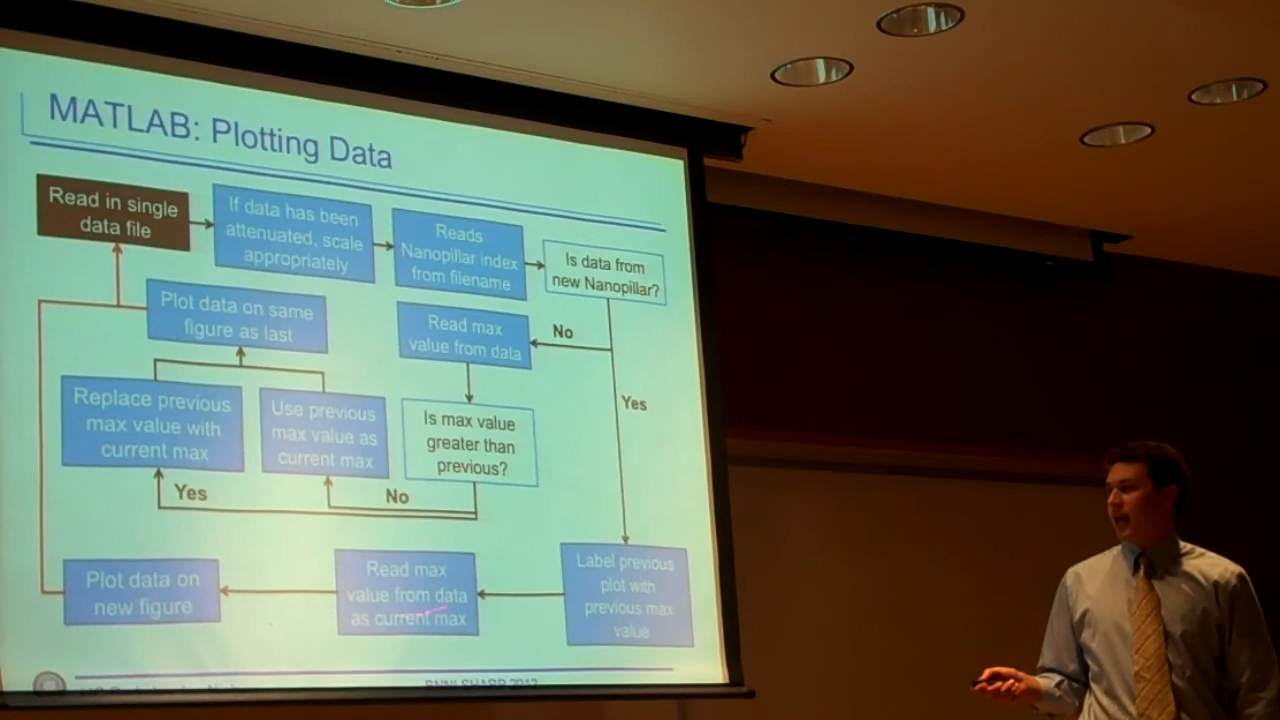 MATLAB: Plotting Data
Read in single
data file
If data has been
attenuated, scale
appropriately
Reads
Nanopillar index
from filename
Is data from
new Nanopillar?
Plot data on same
figure as last
Read max
value from data
No
Yes
Replace previous
max value with
current max
Use previous
max value as
current max
Is max value
greater than
previous?
Yes
No
Plot data on
new figure
Read max
value from data
as current max
Label previous
plot with
previous max
value